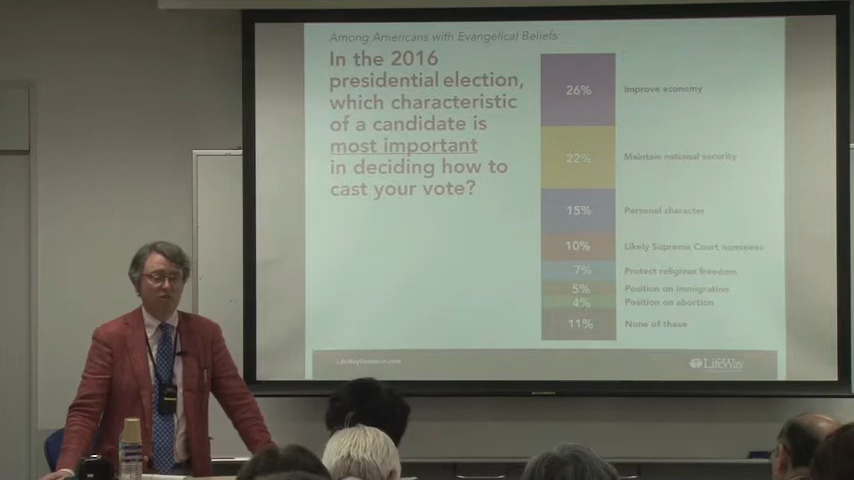 Among Americans with Evangelical Beliefs:
In the 2016
presidential election,
which characteristic
of a candidate is
most important
in deciding how to
cast your vote?
26% Improve economy
22% Maintain national security
15% Personal character
10% Likely Supreme Court nominees
7% Protect religious freedom
5% Position on immigration
4% Position on abortion
11% None of these
LifeWayResearch.com
LifeWay